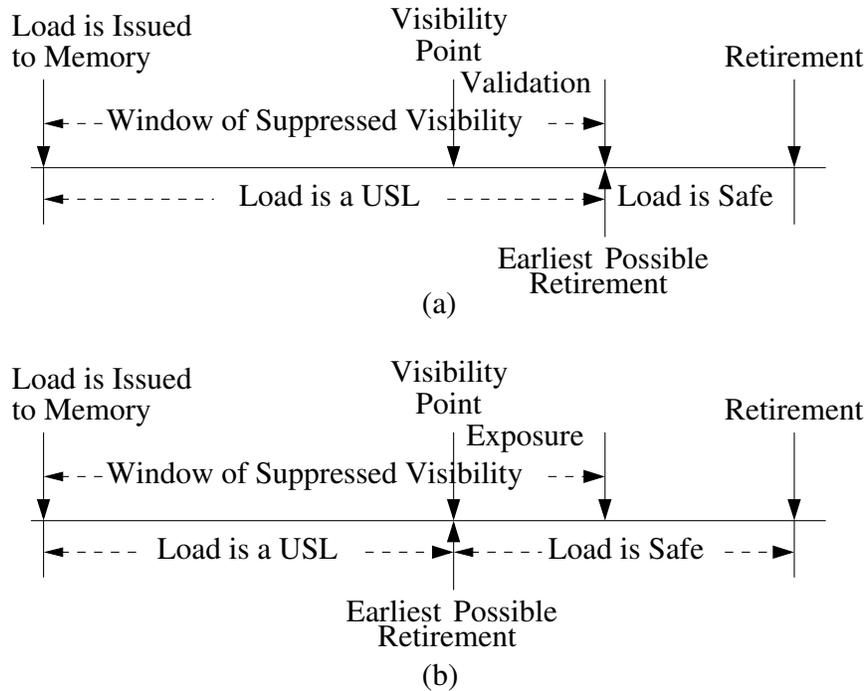 Load is Issued
to Memory
Visibility
Point
Validation
Retirement
Window of Suppressed Visibility
Load is a USL
Load is Safe
Earliest Possible
Retirement
(a)
Load is Issued
to Memory
Visibility
Point
Exposure
Retirement
Window of Suppressed Visibility
Load is a USL
Load is Safe
Earliest Possible
Retirement
(b)